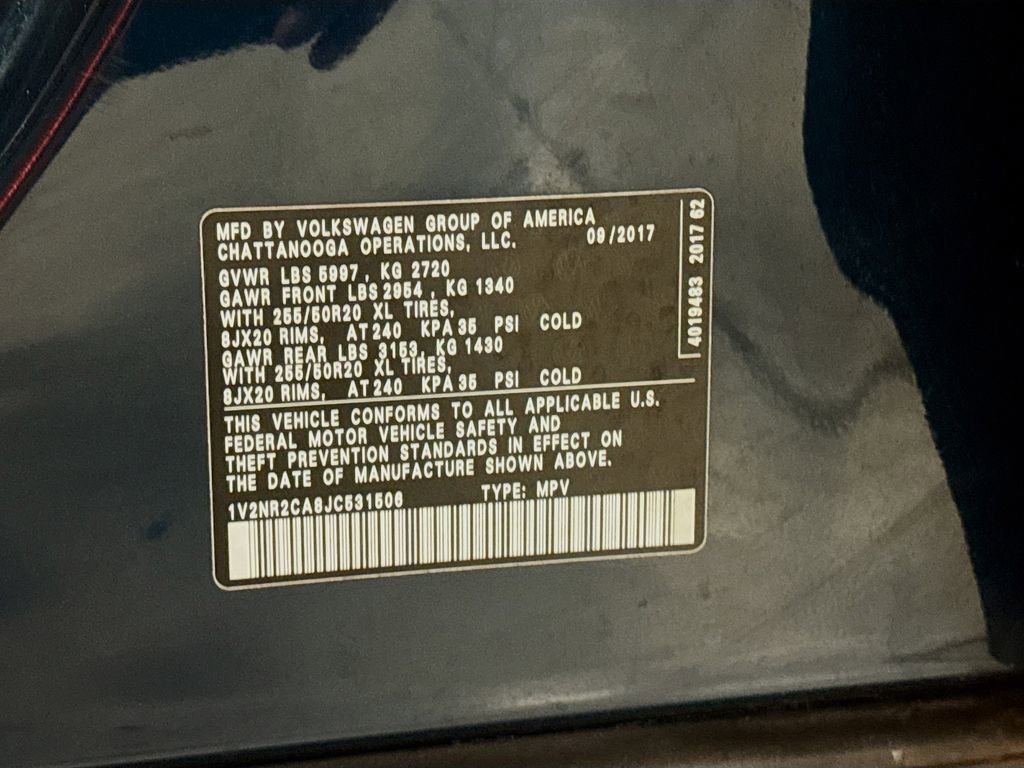 MFD BY VOLKSWAGEN GROUP OF AMERICA
CHATTANOOGA OPERATIONS, LLC. 09/2017
GVWR LBS 5997 , KG 2720
GAWR FRONT LBS 2954 , KG 1340
WITH 255/50R20 XL TIRES,
8JX20 RIMS, AT 240 KPA 35 PSI COLD
GAWR REAR LBS 3153, KG 1430
WITH 255/50R20 XL TIRES,
8JX20 RIMS, AT 240 KPA 35 PSI COLD
THIS VEHICLE CONFORMS TO ALL APPLICABLE U.S.
FEDERAL MOTOR VEHICLE SAFETY AND
THEFT PREVENTION STANDARDS IN EFFECT ON
THE DATE OF MANUFACTURE SHOWN ABOVE.
1V2NR2CA8JC531506 TYPE: MPV
4019483 2017 62